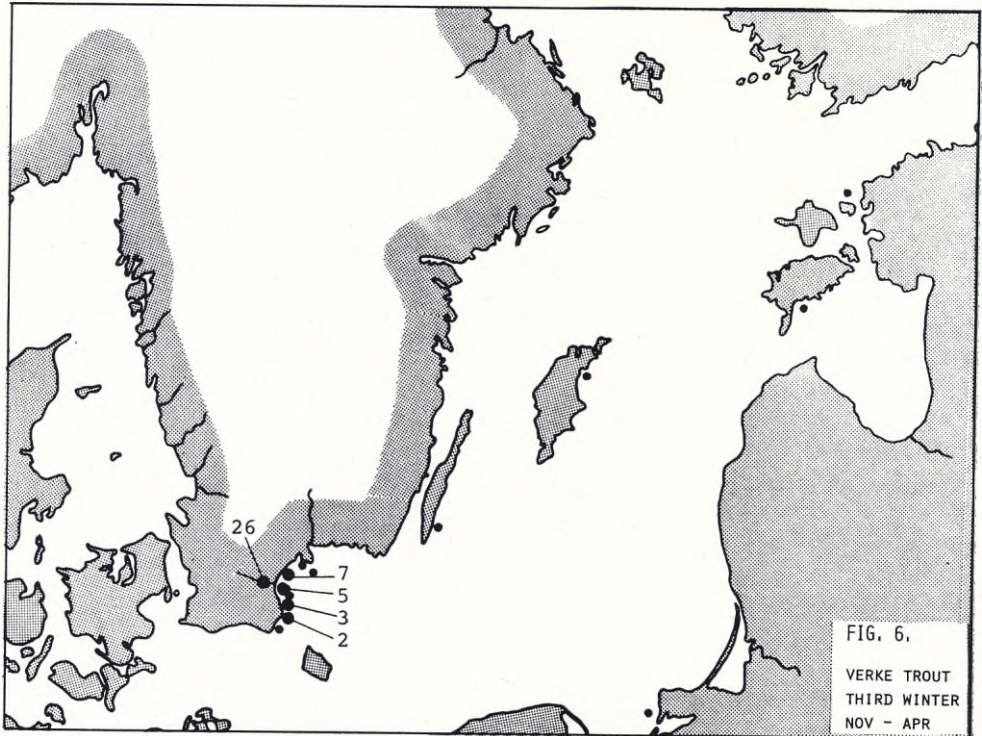 26
7
5
3
2
FIG. 6.
VERKE TROUT
THIRD WINTER
NOV - APR